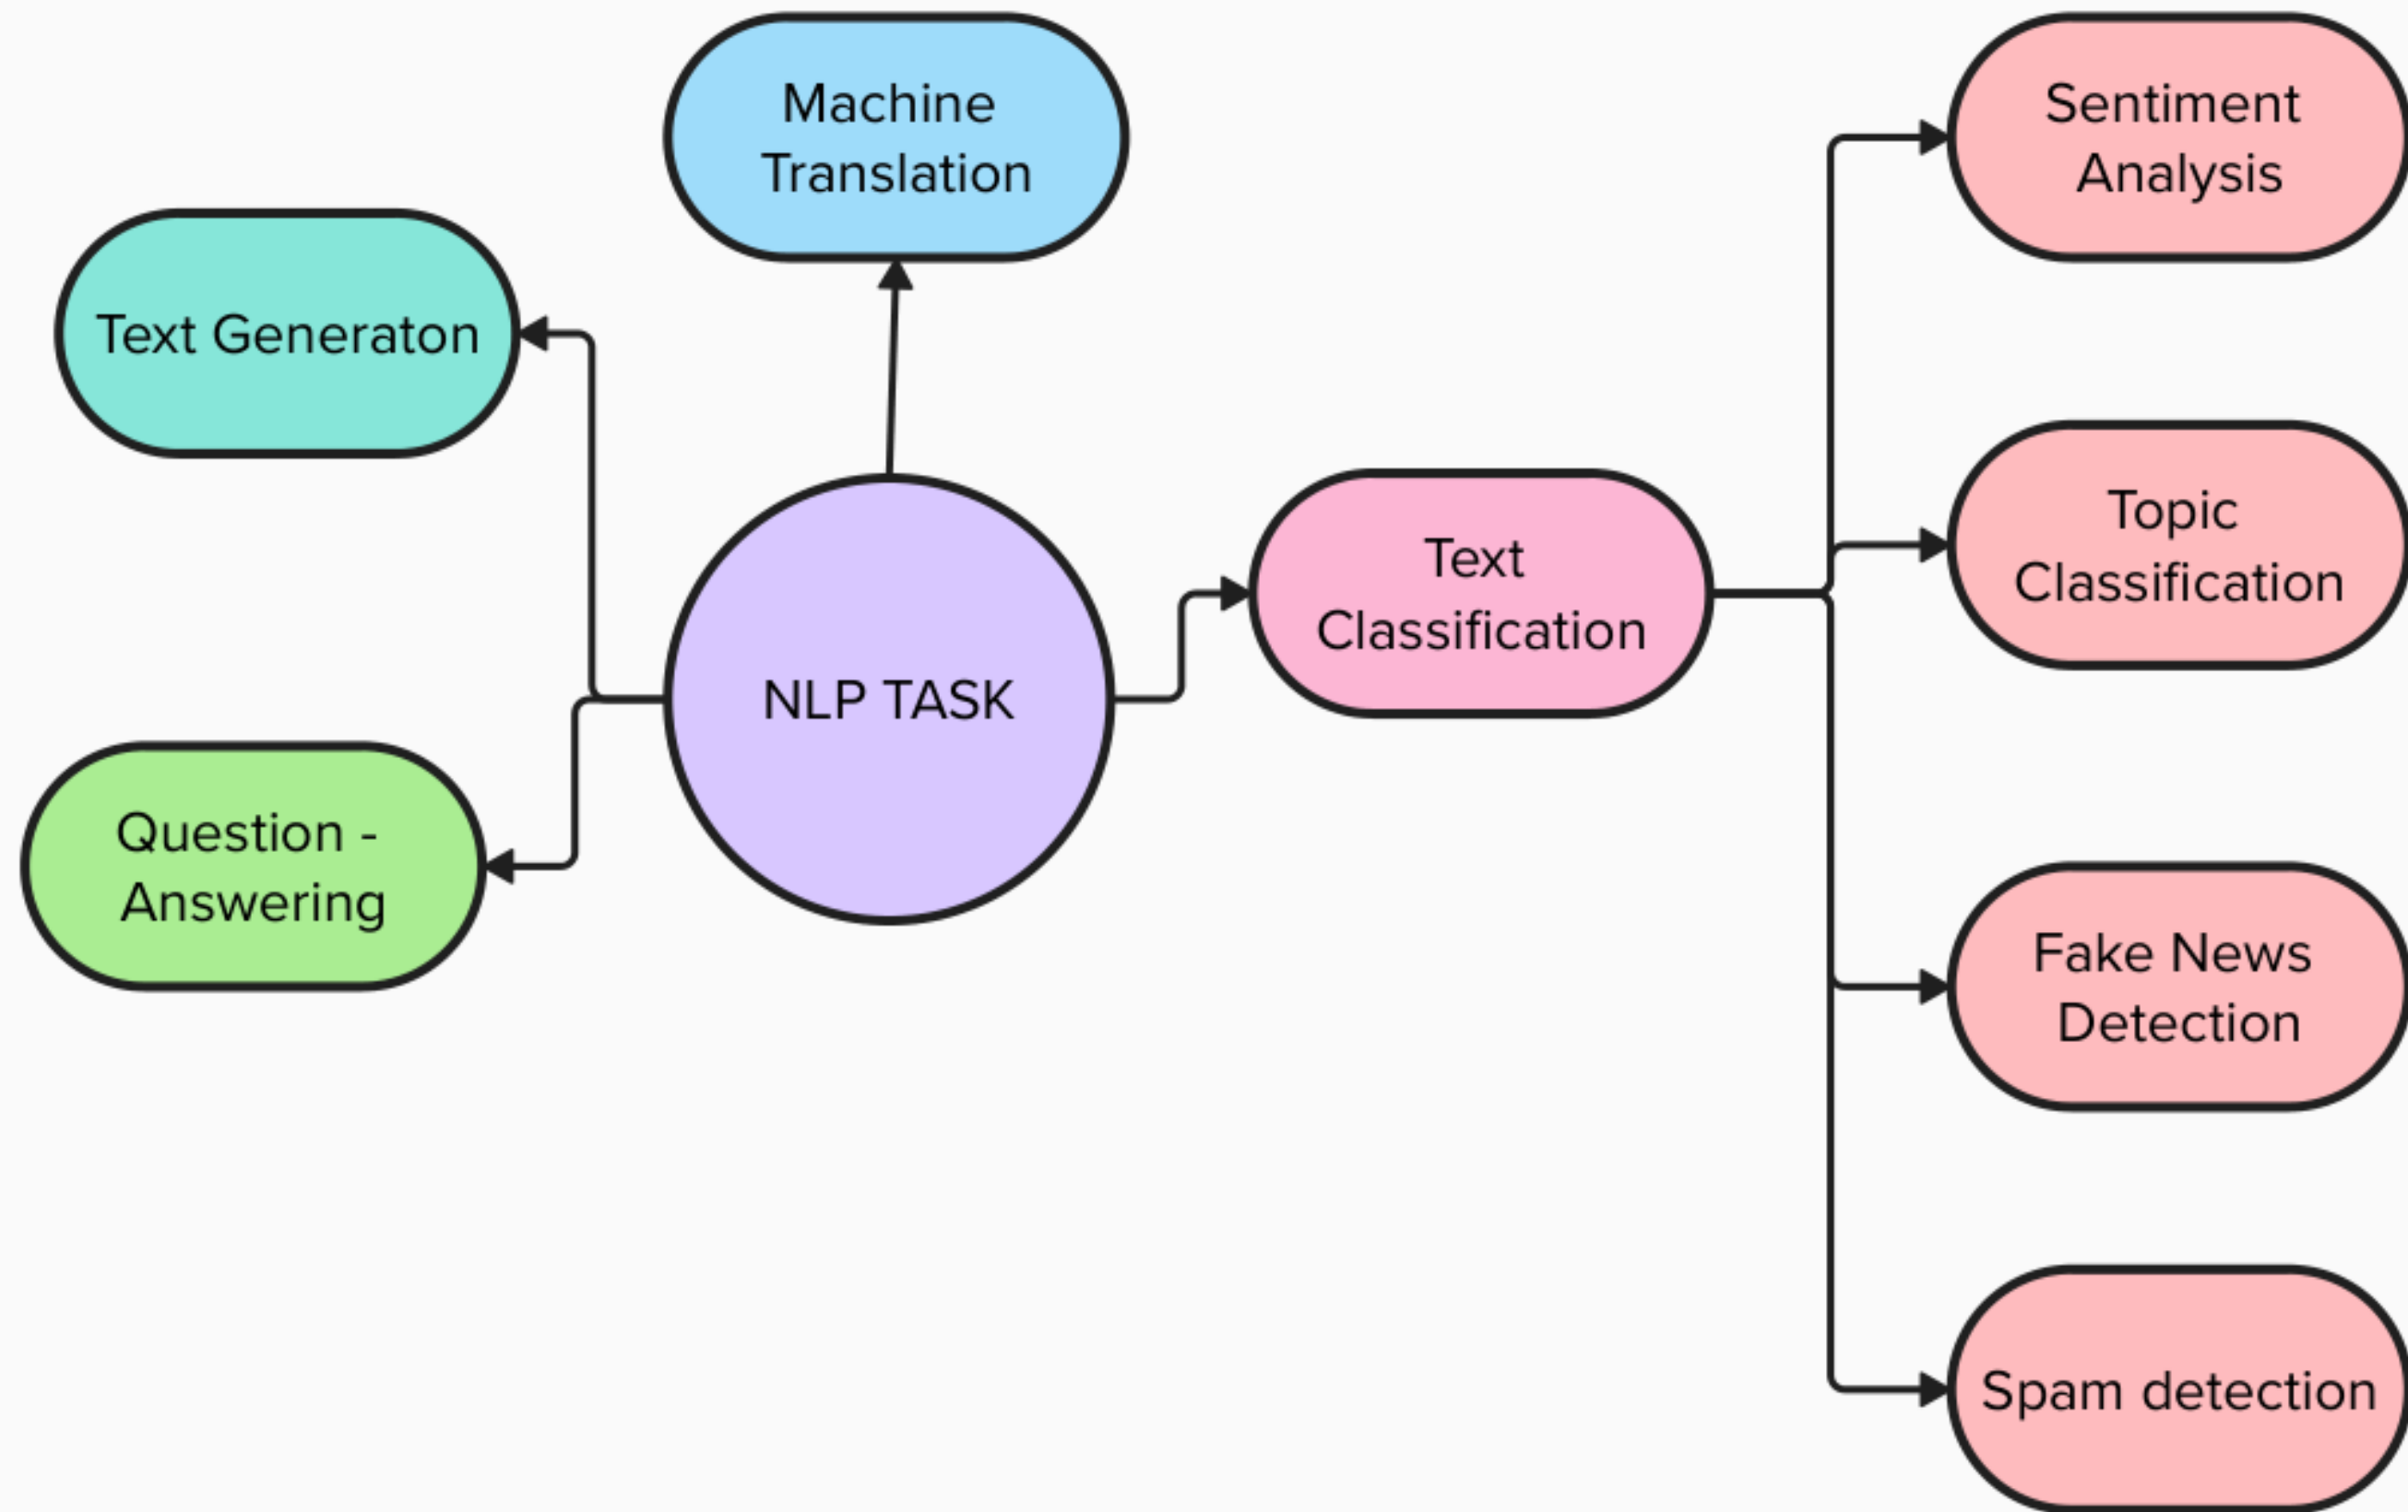 Machine
Translation
Sentiment
Analysis
Text Generaton
Topic
Classification
Text
Classification
NLP TASK
Question -
Answering
Fake News
Detection
Spam detection